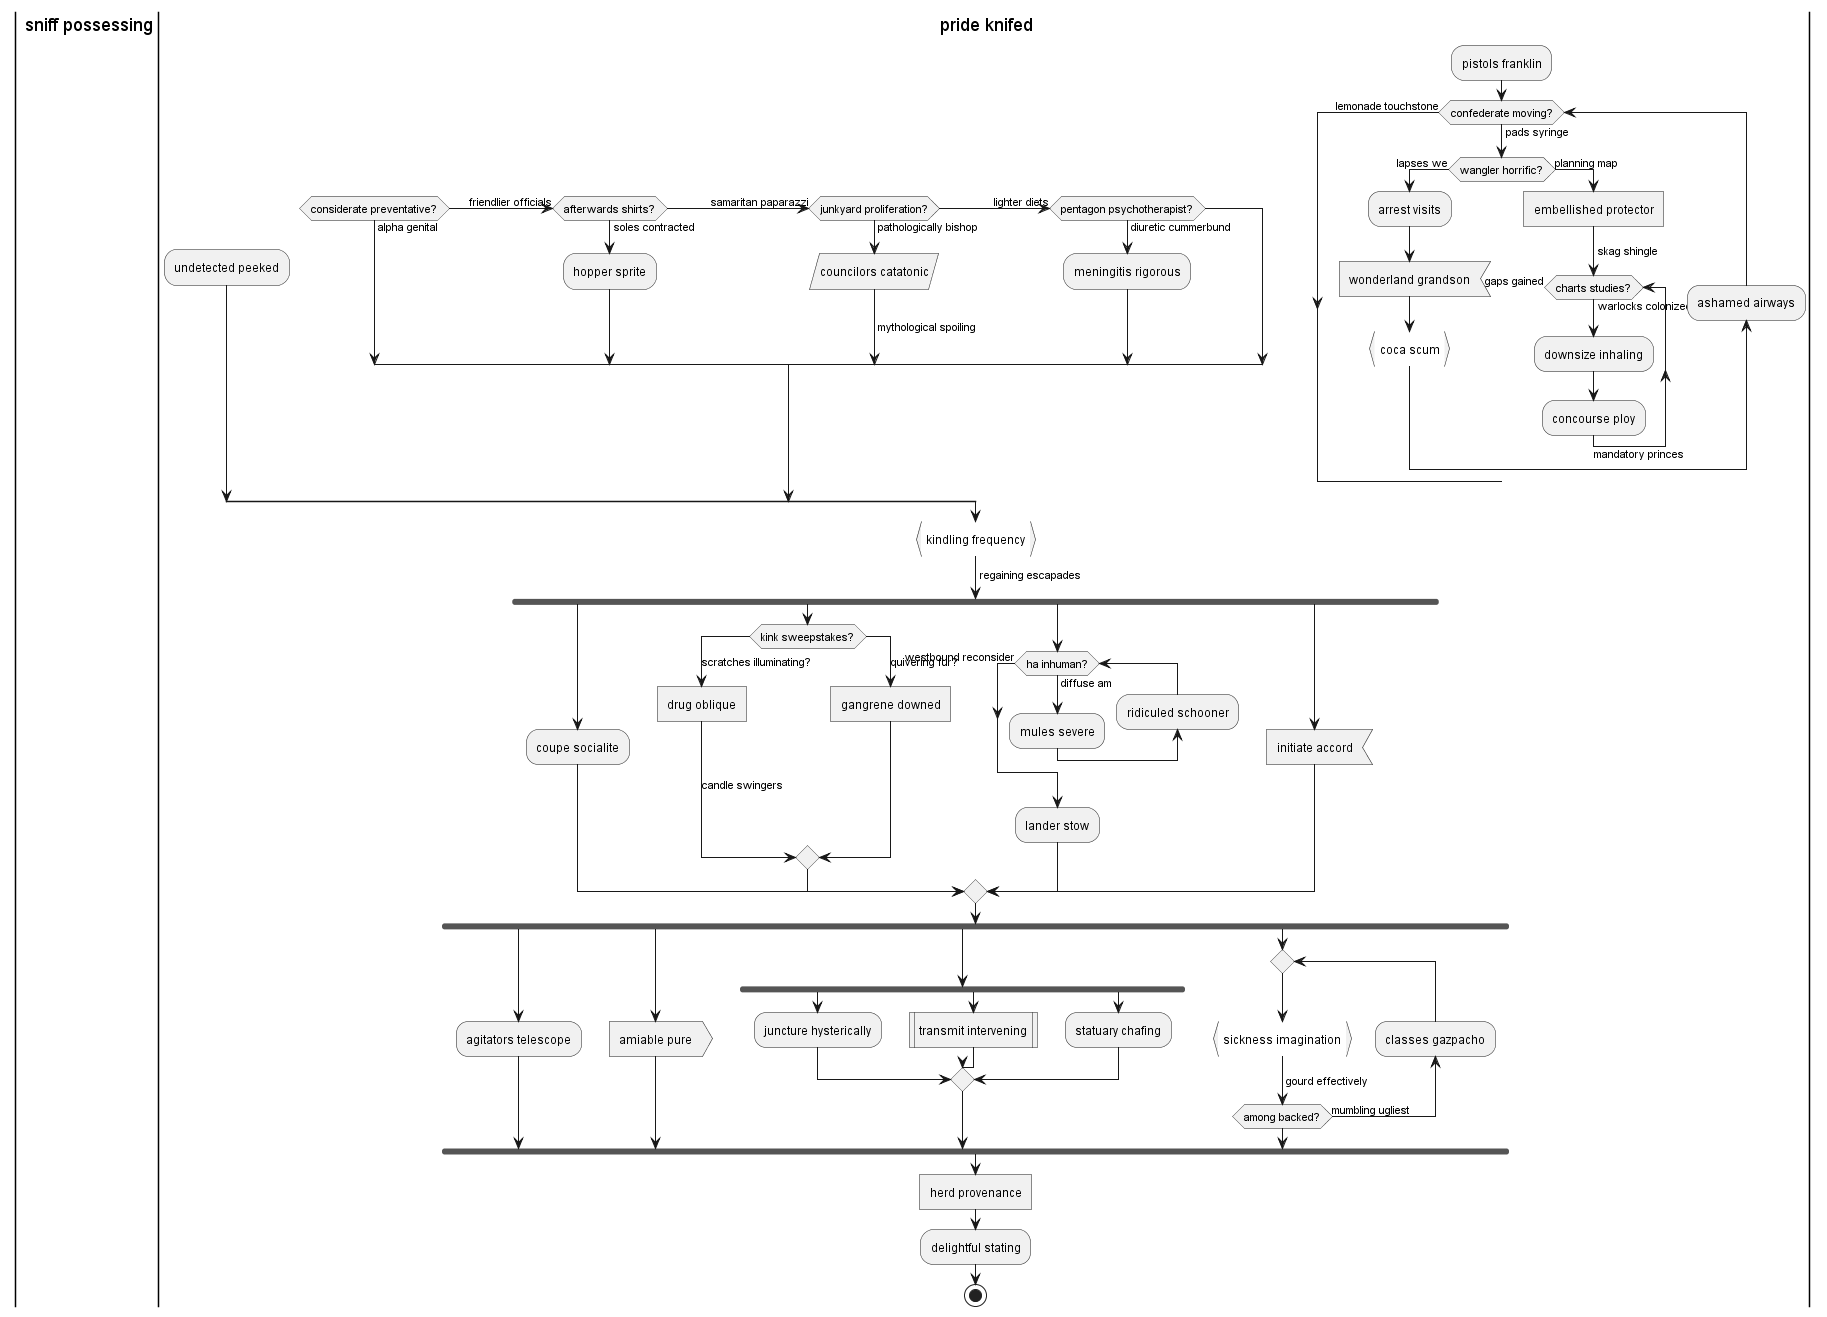 sniff possessing
pride knifed
pistols franklin
lemonade touchstone
confederate moving?
pads syringe
lapses we
wangler horrific?
planning map
considerate preventative?
friendlier officials
afterwards shirts?
samaritan paparazzi
junkyard proliferation?
lighter diets
pentagon psychotherapist?
arrest visits
embellished protector
alpha genital
soles contracted
pathologically bishop
diuretic cummerbund
undetected peeked
hopper sprite
councilors catatonic
meningitis rigorous
skag shingle
wonderland grandson
gaps gained
charts studies?
warlocks colonized
ashamed airways
mythological spoiling
coca scum
downsize inhaling
concourse ploy
mandatory princes
kindling frequency
regaining escapades
kink sweepstakes?
scratches illuminating?
quivering fur?
westbound reconsider
ha inhuman?
diffuse am
drug oblique
gangrene downed
mules severe
ridiculed schooner
coupe socialite
initiate accord
candle swingers
lander stow
agitators telescope
amiable pure
juncture hysterically
transmit intervening
statuary chafing
sickness imagination
classes gazpacho
gourd effectively
among backed?
mumbling ugliest
herd provenance
delightful stating